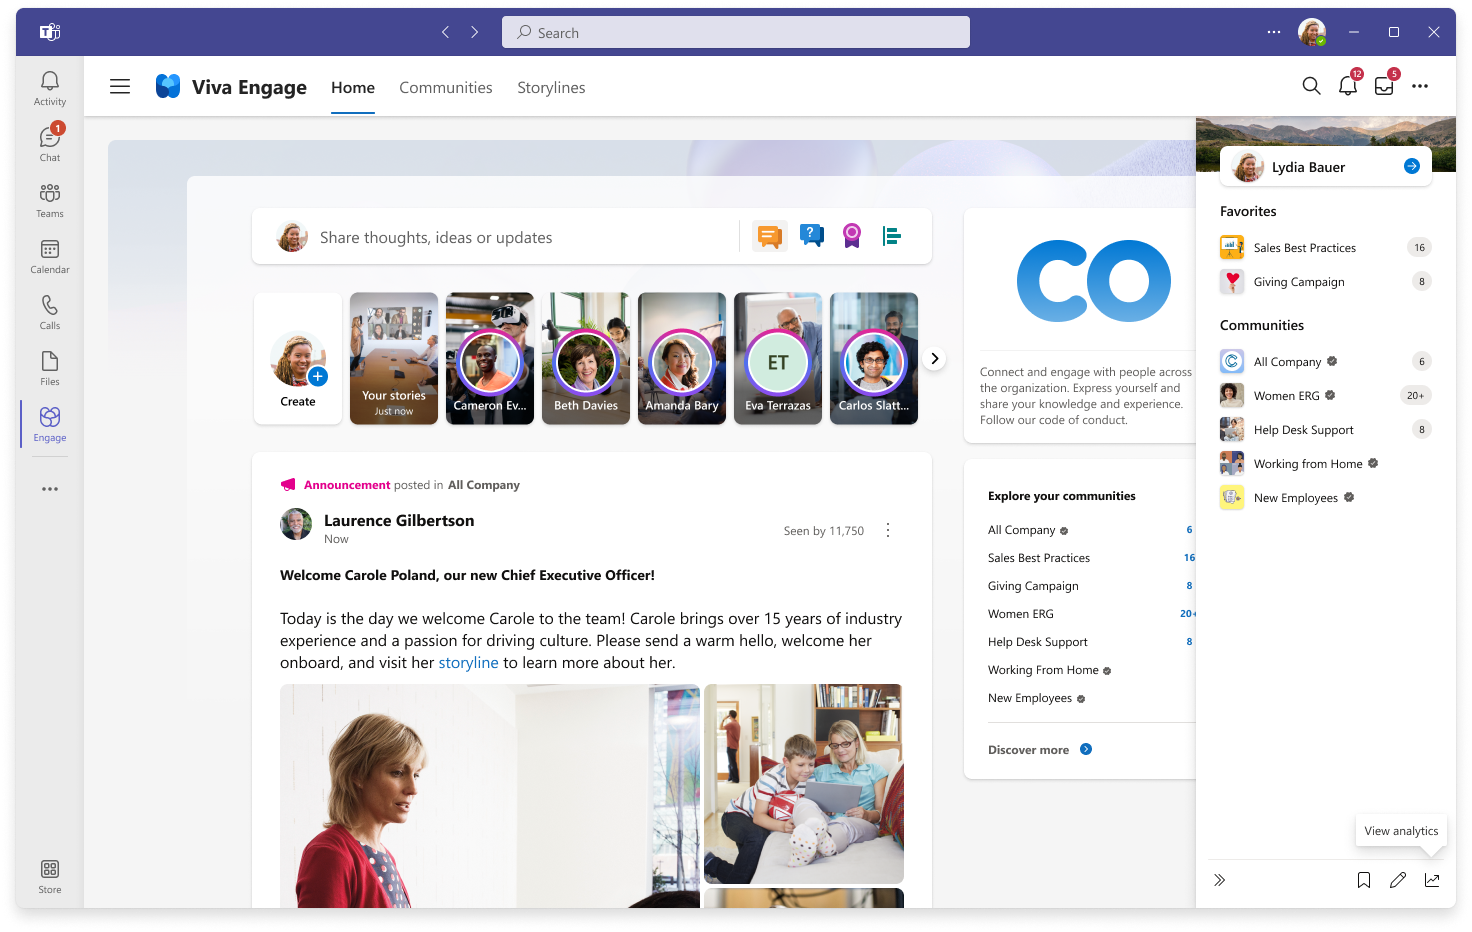 Search
Activity
1
Chat
Teams
Calendar
Calls
Files
Engage
Store
Viva Engage
Home
Communities
Storylines
12
5
Share thoughts, ideas or updates
?
Create
Your stories
Just now
Cameron Ev...
Beth Davies
Amanda Bary
ET
Eva Terrazas
Carlos Slatt...
Announcement posted in All Company
Laurence Gilbertson
Now
Seen by 11,750
Welcome Carole Poland, our new Chief Executive Officer!
Today is the day we welcome Carole to the team! Carole brings over 15 years of industry
experience and a passion for driving culture. Please send a warm hello, welcome her
onboard, and visit her storyline to learn more about her.
CO
Connect and engage with people across
the organization. Express yourself and
share your knowledge and experience.
Follow our code of conduct.
Explore your communities
All Company 6
Sales Best Practices 16
Giving Campaign 8
Women ERG 20+
Help Desk Support 8
Working From Home
New Employees
Discover more
Lydia Bauer
Favorites
Sales Best Practices 16
Giving Campaign 8
Communities
All Company 6
Women ERG 20+
Help Desk Support 8
Working from Home
New Employees
View analytics